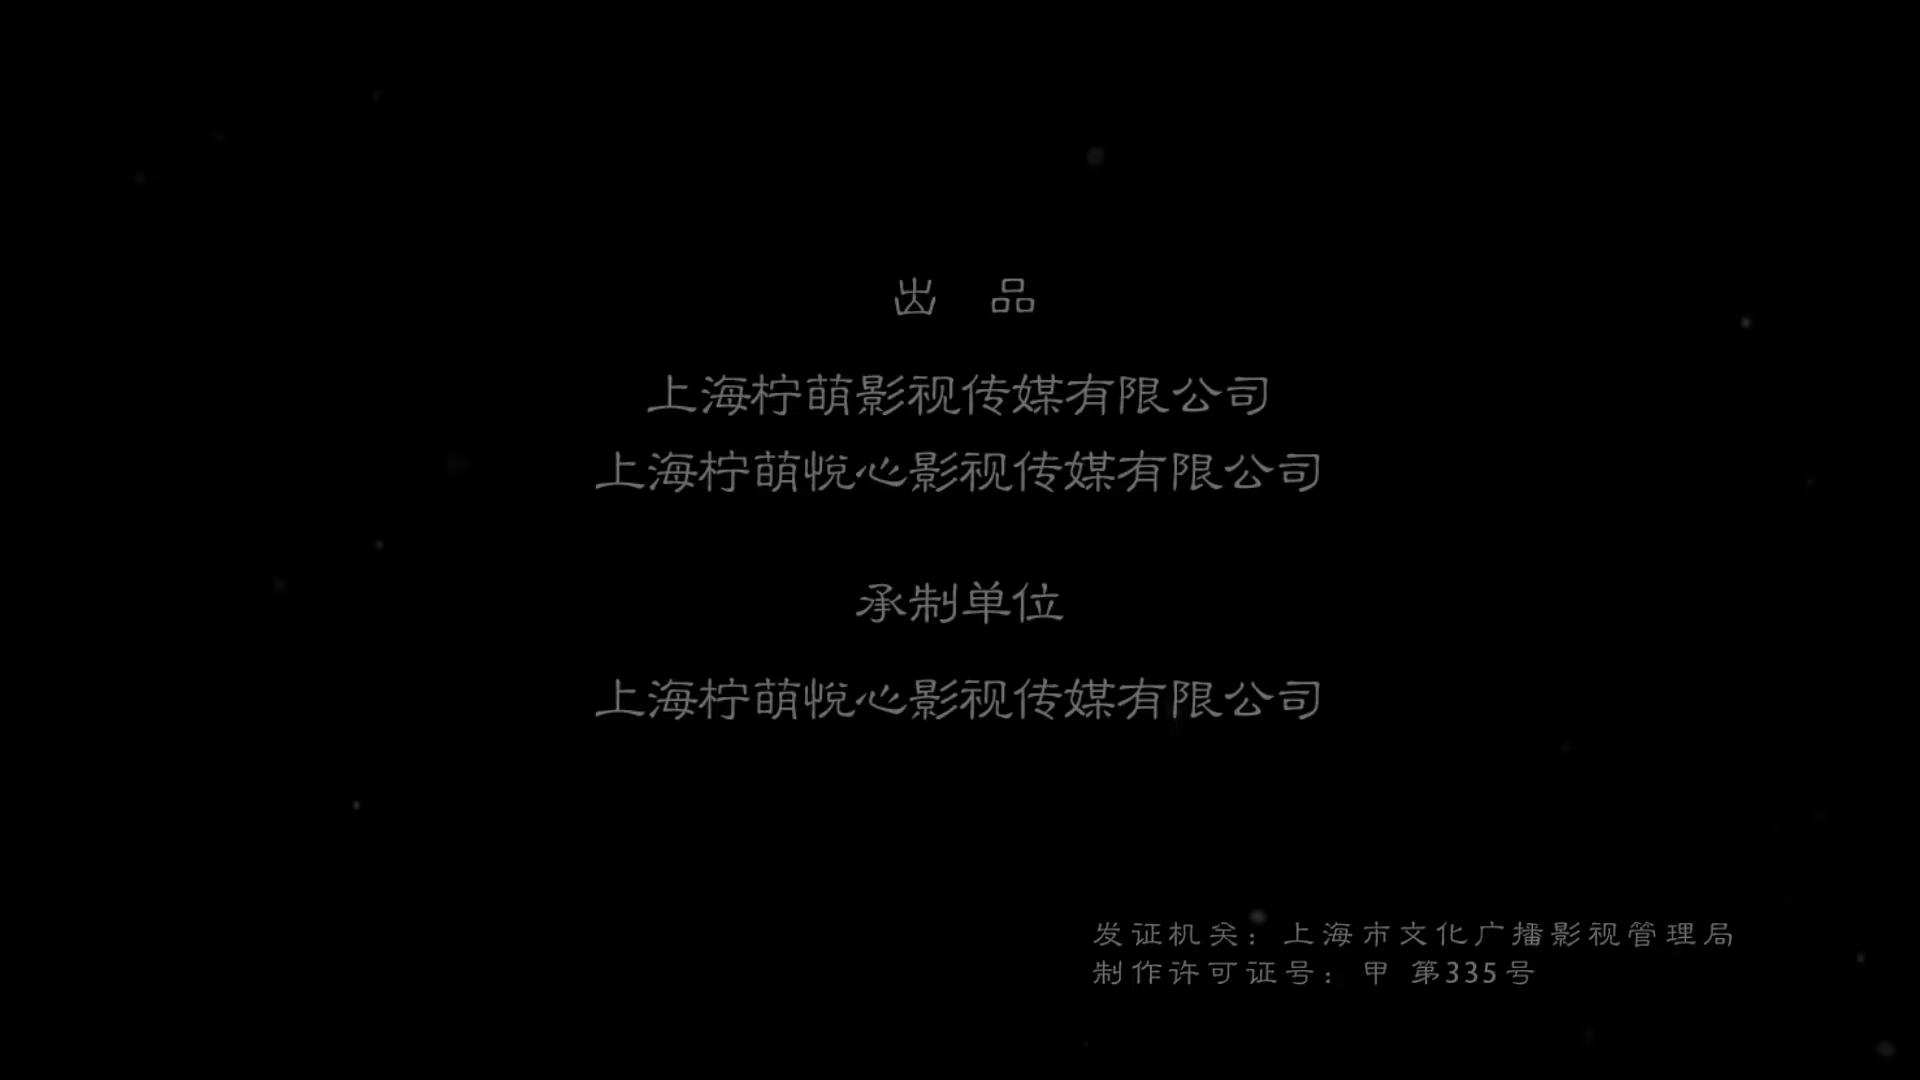 出 品
上海柠萌影视传媒有限公司
上海柠萌悦心影视传媒有限公司
承制单位
上海柠萌悦心影视传媒有限公司
发证机关：上海市文化广播影视管理局
制作许可证号：甲 第335号